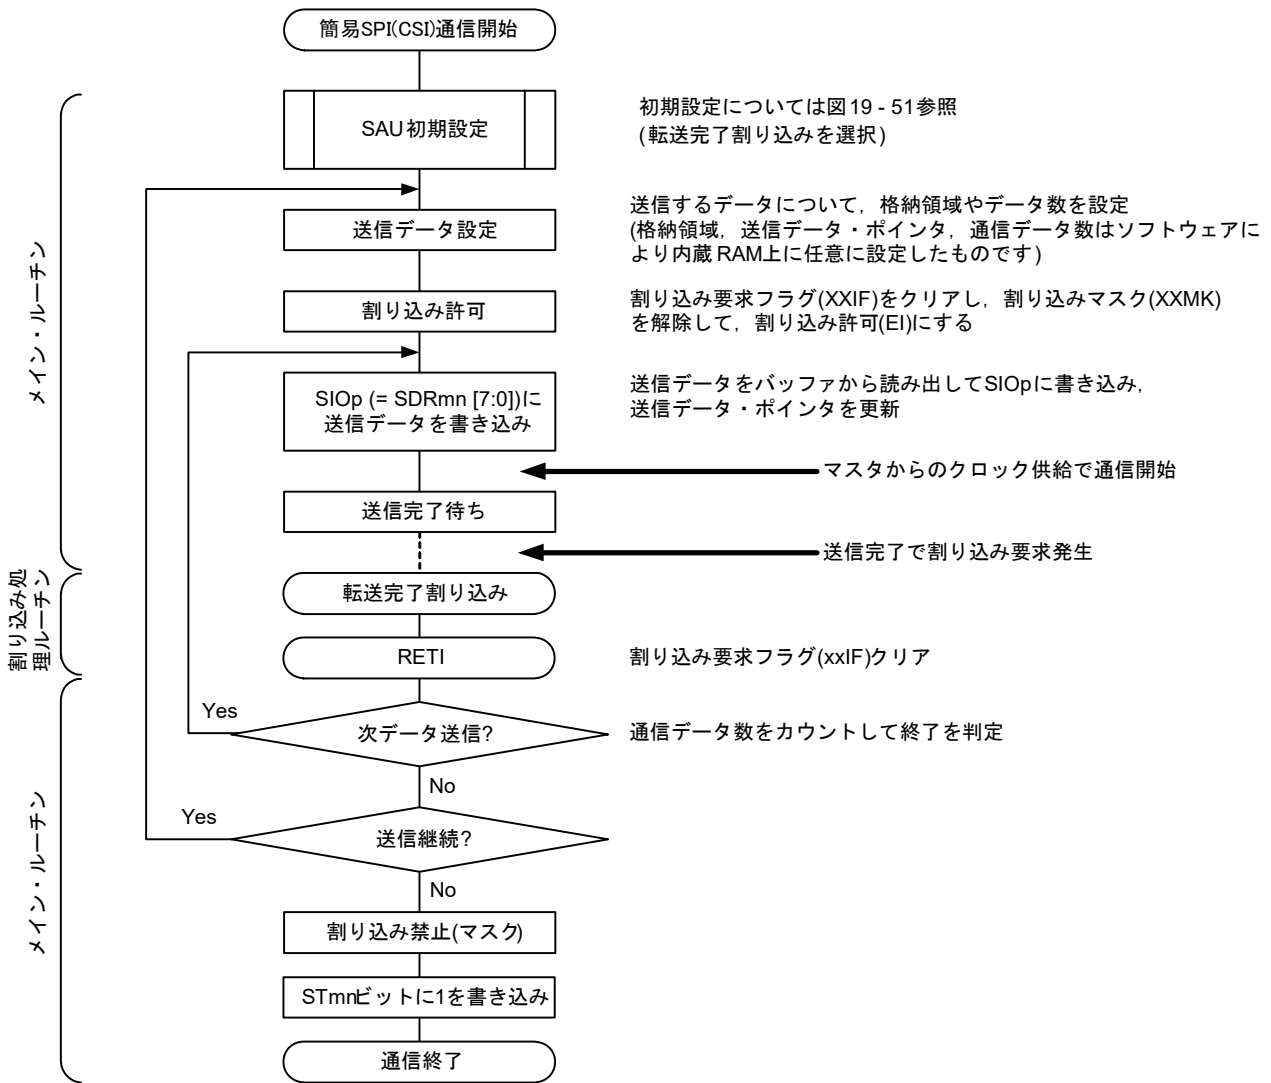 簡易SPI(CSI)通信開始
SAU初期設定
初期設定については図19 - 51参照
(転送完了割り込みを選択)
送信データ設定
送信するデータについて，格納領域やデータ数を設定
(格納領域，送信データ・ポインタ，通信データ数はソフトウェアに
より内蔵RAM上に任意に設定したものです)
割り込み許可
割り込み要求フラグ(XXIF)をクリアし，割り込みマスク(XXMK)
を解除して，割り込み許可(EI)にする
メイン・ルーチン
SIOp (= SDRmn [7:0])に
送信データを書き込み
送信データをバッファから読み出してSIOpに書き込み，
送信データ・ポインタを更新
マスタからのクロック供給で通信開始
送信完了待ち
送信完了で割り込み要求発生
割り込み処
理ルーチン
転送完了割り込み
RETI
割り込み要求フラグ(xxIF)クリア
Yes
次データ送信?
通信データ数をカウントして終了を判定
No
Yes
送信継続?
No
メイン・ルーチン
割り込み禁止(マスク)
STmnビットに1を書き込み
通信終了